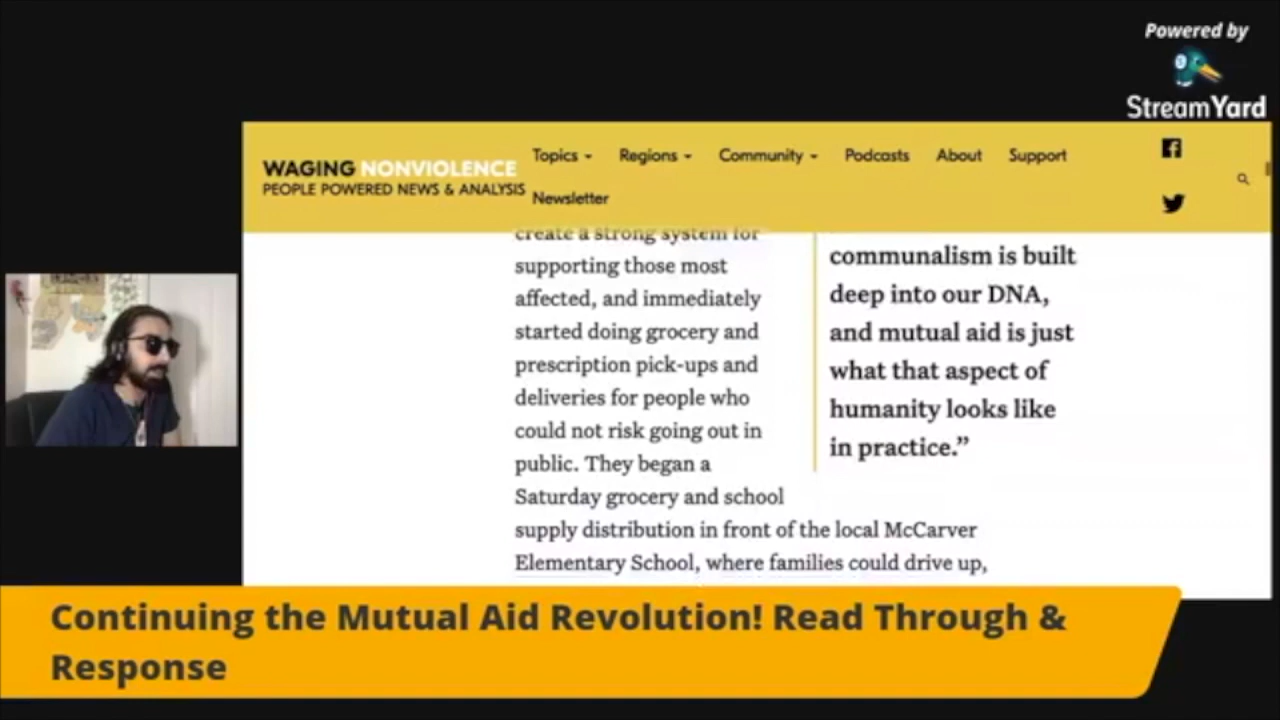 Powered by
StreamYard
WAGING NONVIOLENCE
PEOPLE POWERED NEWS & ANALYSIS
Topics
Regions
Community
Podcasts
About
Support
Newsletter
create a strong system for
supporting those most
affected, and immediately
started doing grocery and
prescription pick-ups and
deliveries for people who
could not risk going out in
public. They began a
Saturday grocery and school
supply distribution in front of the local McCarver
Elementary School, where families could drive up,
communalism is built
deep into our DNA,
and mutual aid is just
what that aspect of
humanity looks like
in practice.”
Continuing the Mutual Aid Revolution! Read Through &
Response